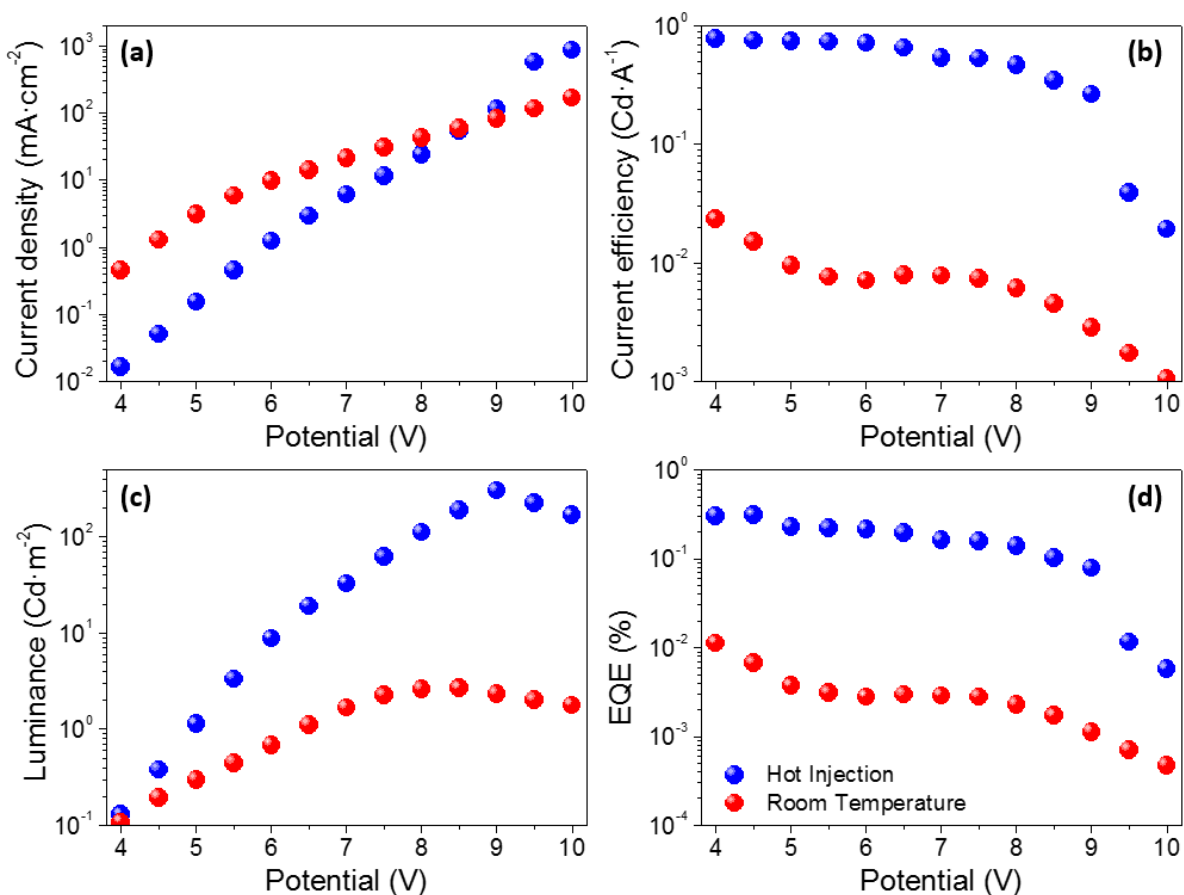 (a)
Current density (mA·cm⁻²)
10³
10²
10¹
10⁰
10⁻¹
10⁻²
4 5 6 7 8 9 10
Potential (V)
(b)
Current efficiency (Cd·A⁻¹)
10⁰
10⁻¹
10⁻²
10⁻³
4 5 6 7 8 9 10
Potential (V)
(c)
Luminance (Cd·m⁻²)
10²
10¹
10⁰
10⁻¹
4 5 6 7 8 9 10
Potential (V)
(d)
EQE (%)
10⁰
10⁻¹
10⁻²
10⁻³
10⁻⁴
Hot Injection
Room Temperature
4 5 6 7 8 9 10
Potential (V)